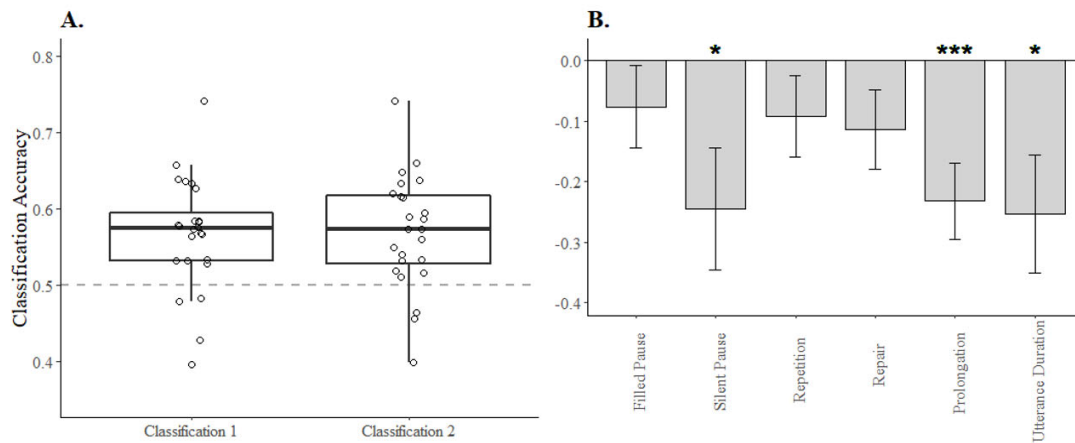 A.
Classification Accuracy
0.8
0.7
0.6
0.5
0.4
Classification 1
Classification 2
B.
* *** *
0.0
-0.1
-0.2
-0.3
-0.4
Filled Pause
Silent Pause
Repetition
Repair
Prolongation
Utterance Duration